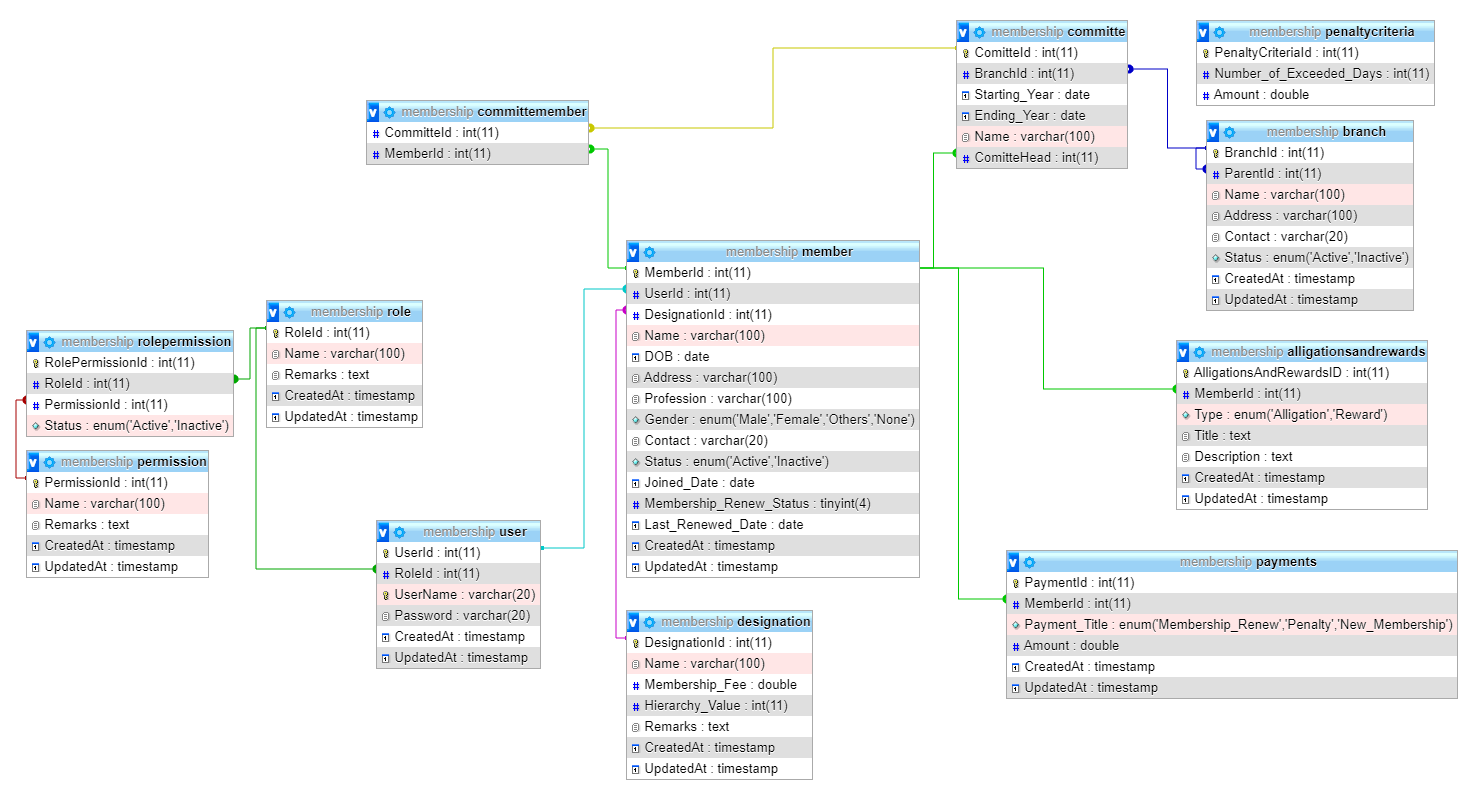 membership committe
ComitteId : int(11)
BranchId : int(11)
Starting_Year : date
Ending_Year : date
Name : varchar(100)
ComitteHead : int(11)
membership penaltycriteria
PenaltyCriteriaId : int(11)
Number_of_Exceeded_Days : int(11)
Amount : double
membership committemember
CommitteId : int(11)
MemberId : int(11)
membership branch
BranchId : int(11)
ParentId : int(11)
Name : varchar(100)
Address : varchar(100)
Contact : varchar(20)
Status : enum('Active','Inactive')
CreatedAt : timestamp
UpdatedAt : timestamp
membership member
MemberId : int(11)
UserId : int(11)
DesignationId : int(11)
Name : varchar(100)
DOB : date
Address : varchar(100)
Profession : varchar(100)
Gender : enum('Male','Female','Others','None')
Contact : varchar(20)
Status : enum('Active','Inactive')
Joined_Date : date
Membership_Renew_Status : tinyint(4)
Last_Renewed_Date : date
CreatedAt : timestamp
UpdatedAt : timestamp
membership role
RoleId : int(11)
Name : varchar(100)
Remarks : text
CreatedAt : timestamp
UpdatedAt : timestamp
membership rolepermission
RolePermissionId : int(11)
RoleId : int(11)
PermissionId : int(11)
Status : enum('Active','Inactive')
membership alligationsandrewards
AlligationsAndRewardsID : int(11)
MemberId : int(11)
Type : enum('Alligation','Reward')
Title : text
Description : text
CreatedAt : timestamp
UpdatedAt : timestamp
membership permission
PermissionId : int(11)
Name : varchar(100)
Remarks : text
CreatedAt : timestamp
UpdatedAt : timestamp
membership user
UserId : int(11)
RoleId : int(11)
UserName : varchar(20)
Password : varchar(20)
CreatedAt : timestamp
UpdatedAt : timestamp
membership payments
PaymentId : int(11)
MemberId : int(11)
Payment_Title : enum('Membership_Renew','Penalty','New_Membership')
Amount : double
CreatedAt : timestamp
UpdatedAt : timestamp
membership designation
DesignationId : int(11)
Name : varchar(100)
Membership_Fee : double
Hierarchy_Value : int(11)
Remarks : text
CreatedAt : timestamp
UpdatedAt : timestamp